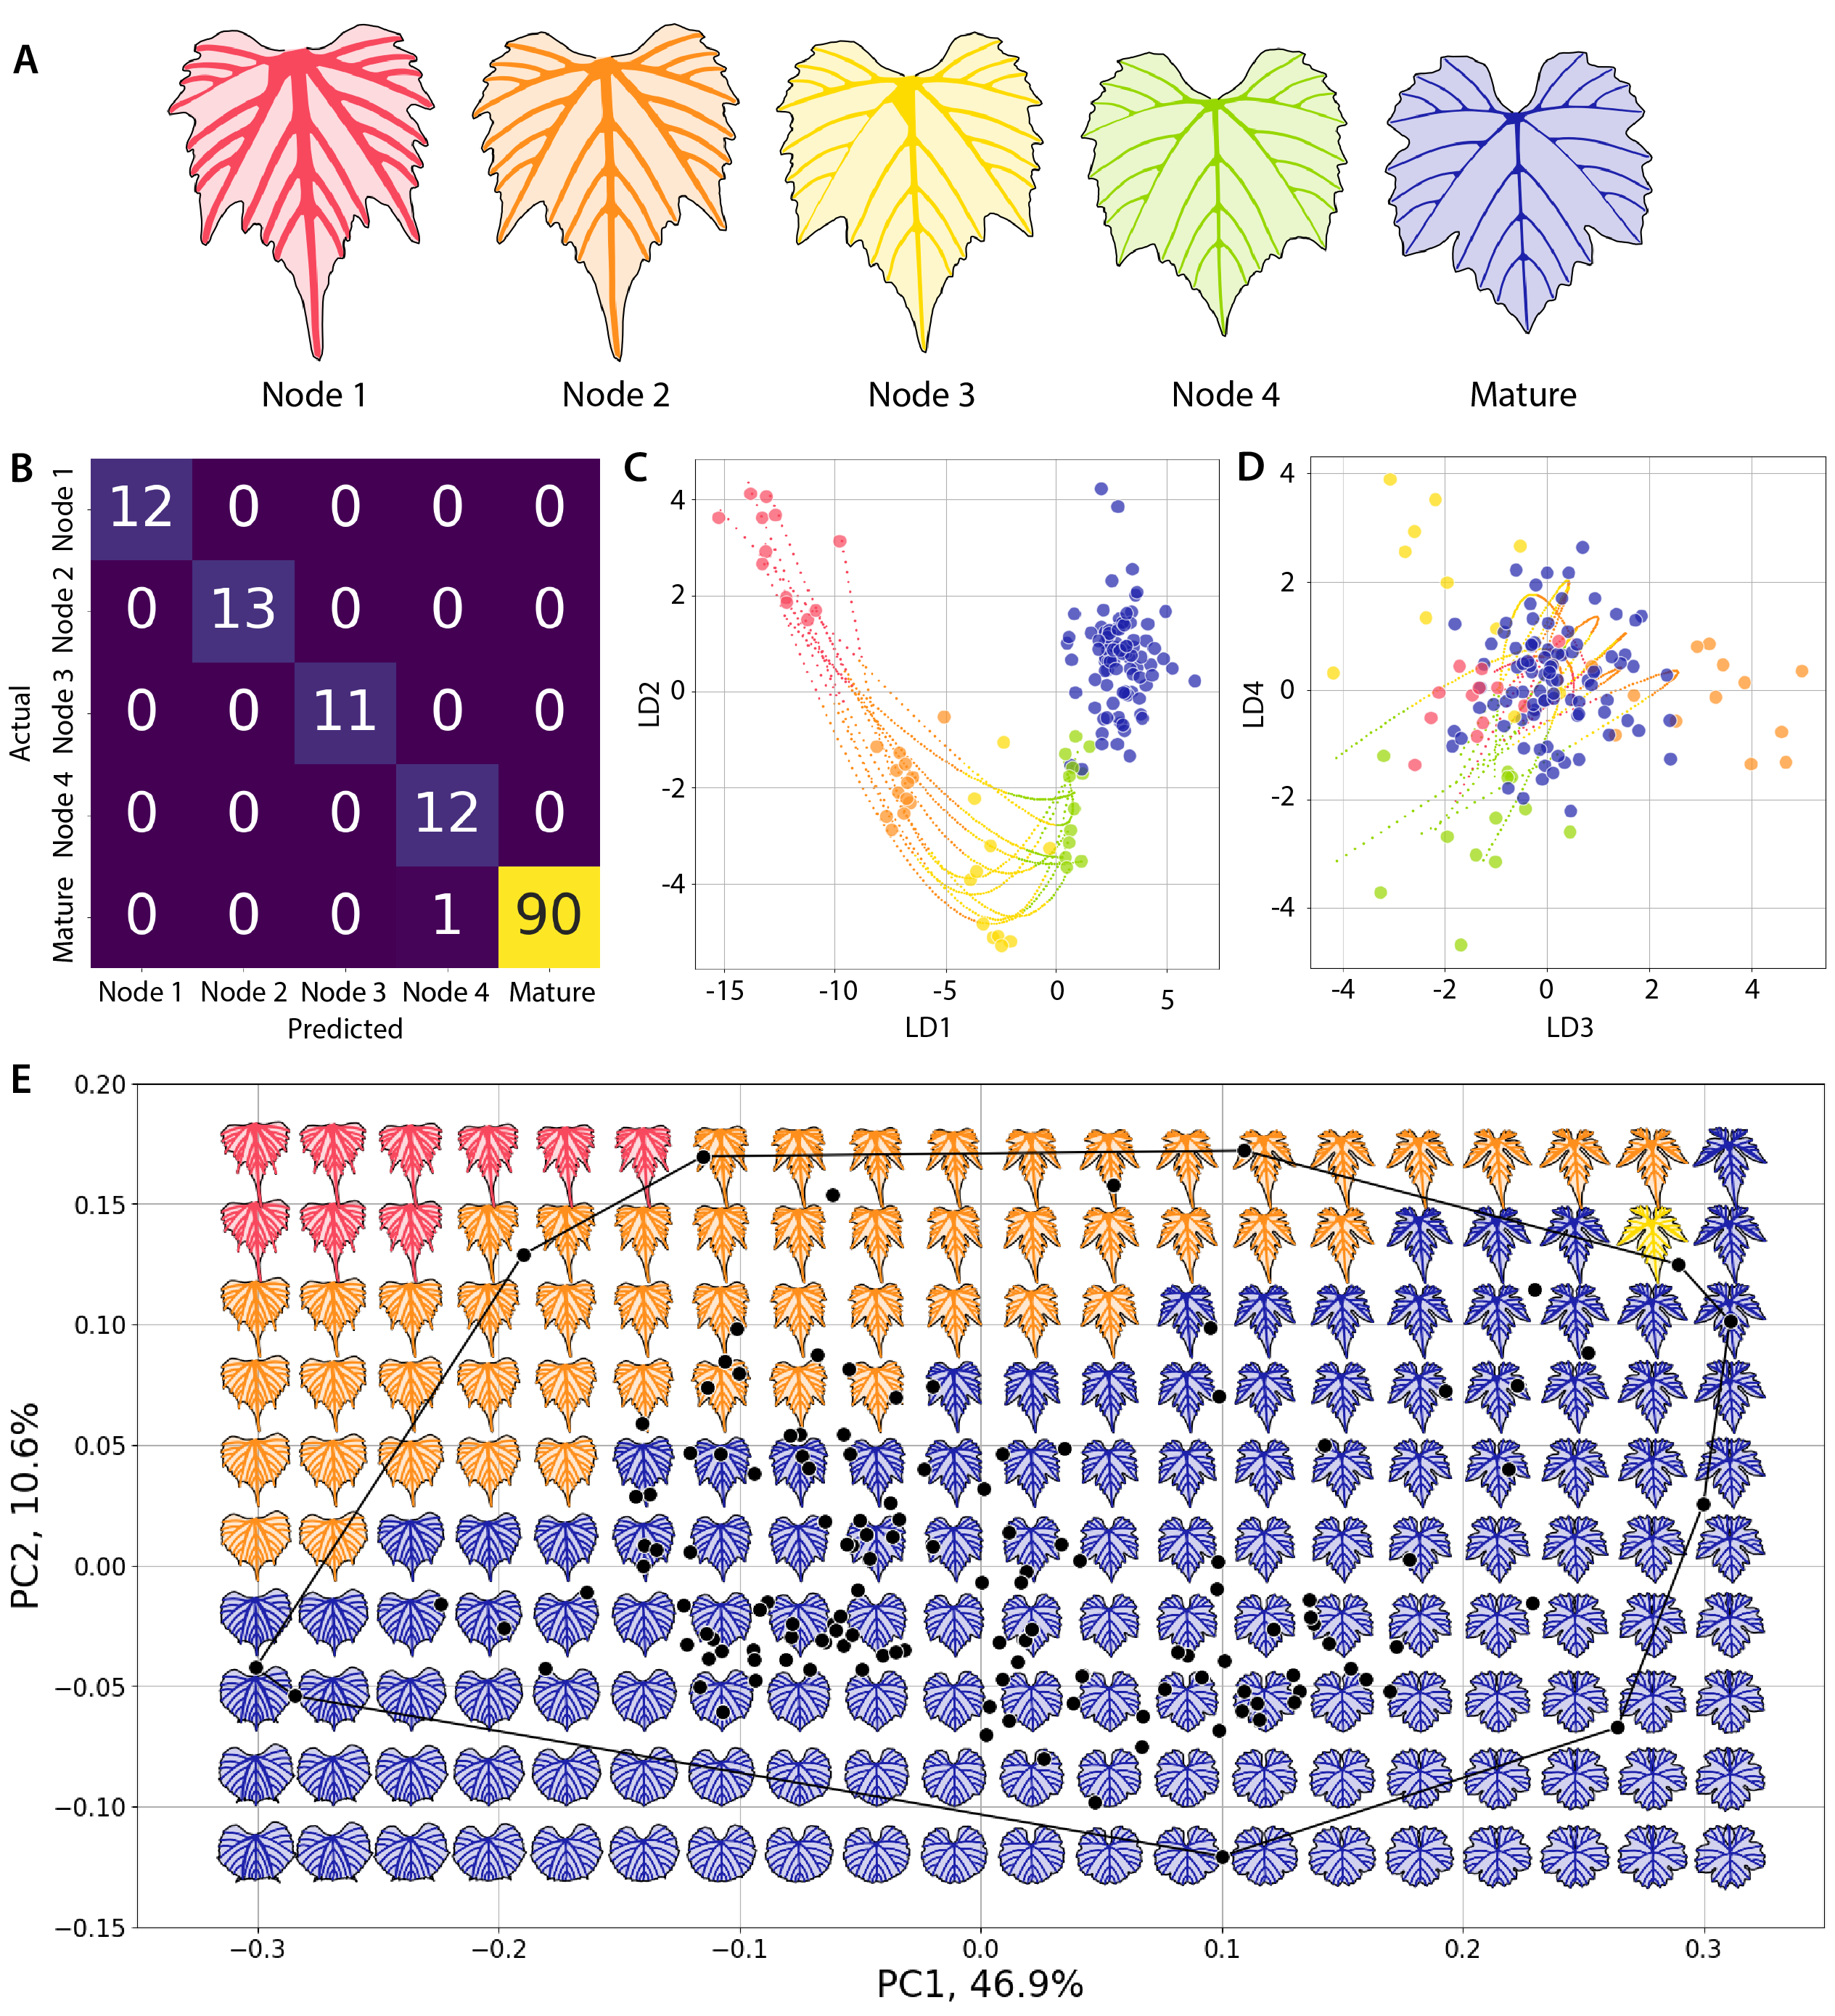 A
Node 1 Node 2 Node 3 Node 4 Mature
B
Actual
Node 1
Node 2
Node 3
Node 4
Mature
12 0 0 0 0
0 13 0 0 0
0 0 11 0 0
0 0 0 12 0
0 0 0 1 90
Node 1 Node 2 Node 3 Node 4 Mature
Predicted
C
LD2
4
2
0
-2
-4
-15 -10 -5 0 5
LD1
D
LD4
4
2
0
-2
-4
-4 -2 0 2 4
LD3
E
PC2, 10.6%
0.20
0.15
0.10
0.05
0.00
−0.05
−0.10
−0.15
−0.3 −0.2 −0.1 0.0 0.1 0.2 0.3
PC1, 46.9%